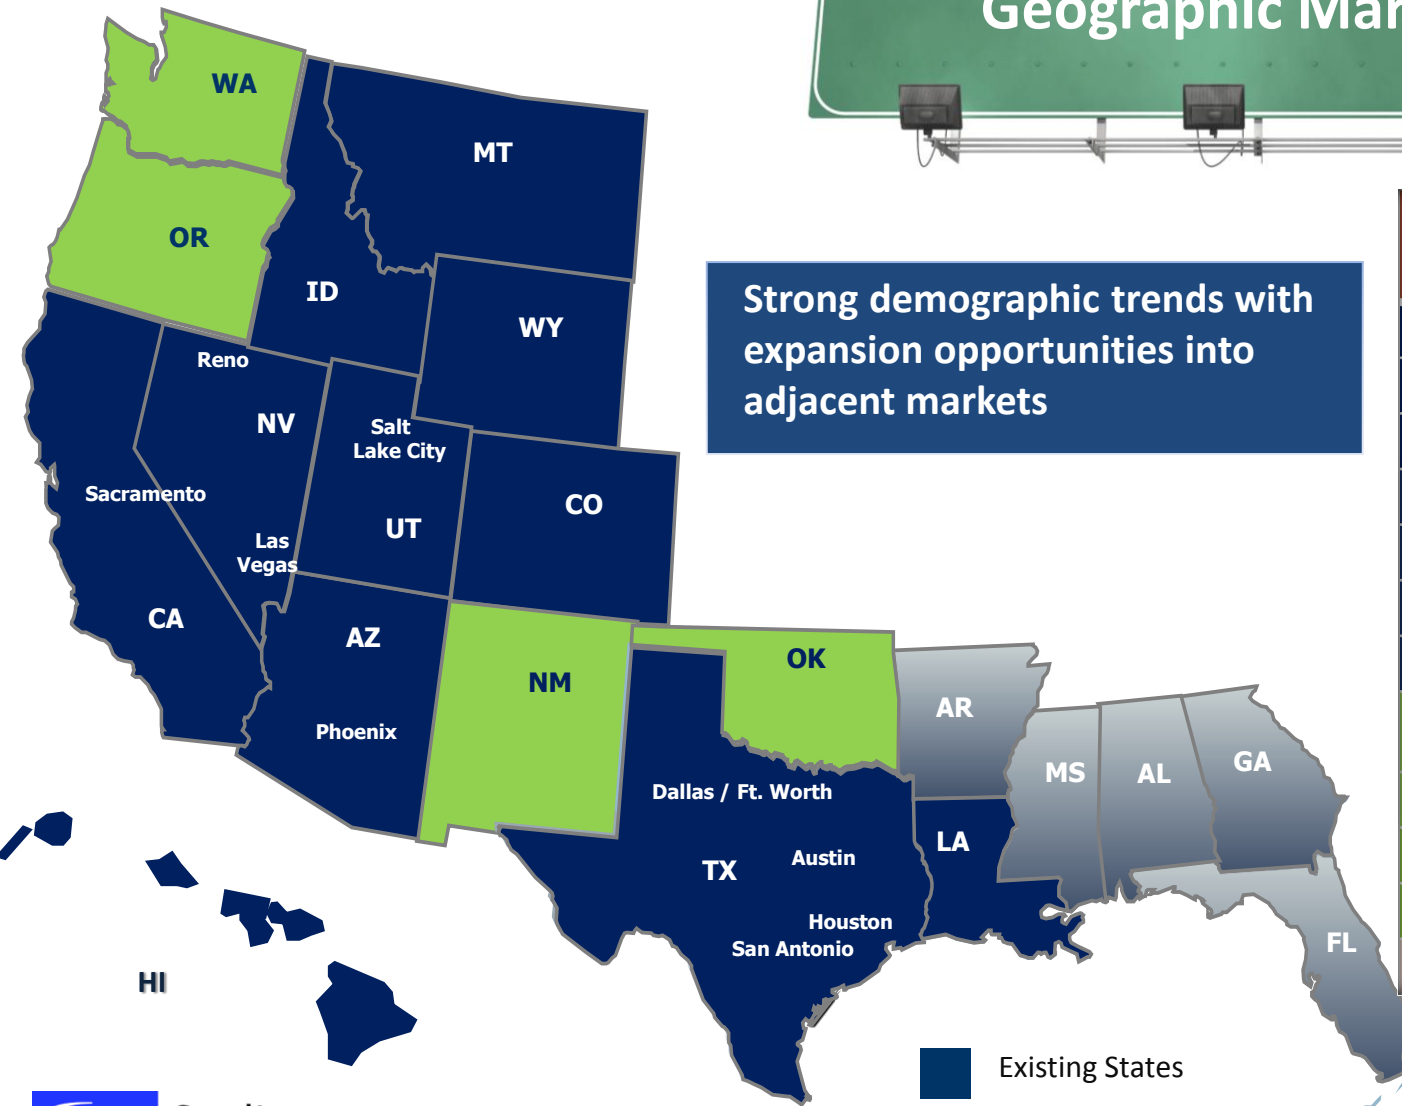 Geographic Mar
WA
MT
OR
ID
WY
Strong demographic trends with
expansion opportunities into
adjacent markets
Reno
NV
Salt
Lake City
Sacramento
CO
UT
Las
Vegas
CA
AZ
OK
NM
AR
Phoenix
MS
AL
GA
Dallas / Ft. Worth
LA
Austin
TX
Houston
San Antonio
FL
HI
Existing States